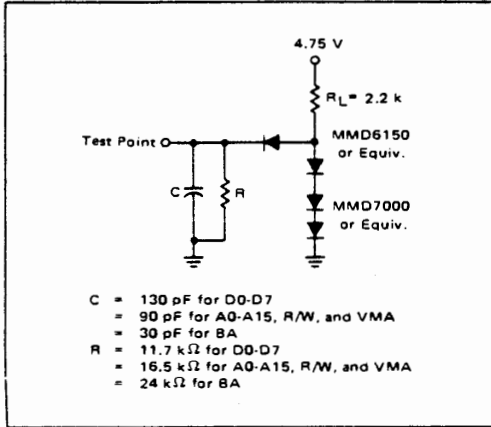 4.75 V
RL = 2.2 k
Test Point
MMD6150
or Equiv.
C
R
MMD7000
or Equiv.
C = 130 pF for D0-D7
= 90 pF for A0-A15, R/W, and VMA
= 30 pF for BA
R = 11.7 kΩ for D0-D7
= 16.5 kΩ for A0-A15, R/W, and VMA
= 24 kΩ for BA